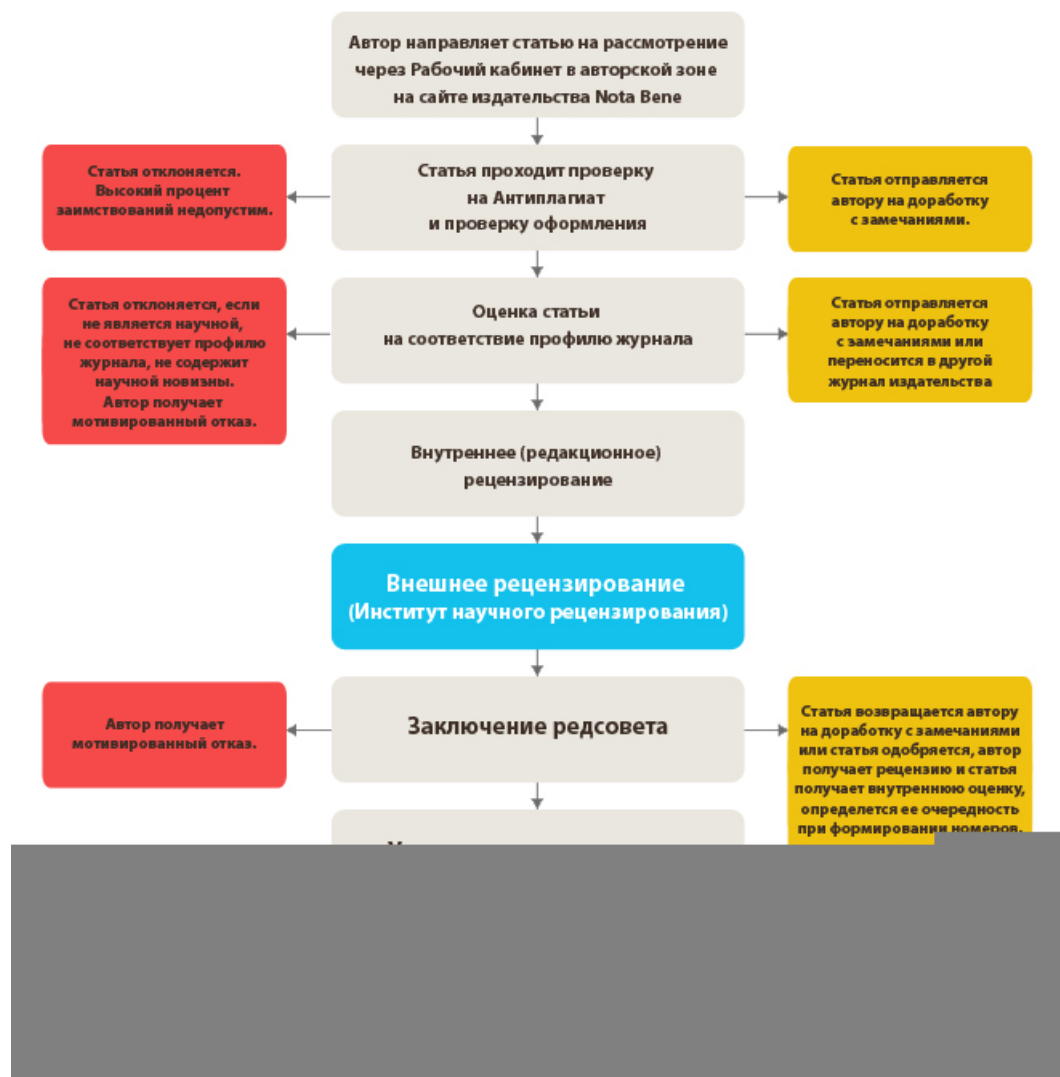 Автор направляет статью на рассмотрение
через Рабочий кабинет в авторской зоне
на сайте издательства Nota Bene
Статья отклоняется.
Высокий процент
заимствований недопустим.
Статья проходит проверку
на Антиплагиат
и проверку оформления
Статья отправляется
автору на доработку
с замечаниями.
Статья отклоняется, если
не является научной,
не соответствует профилю
журнала, не содержит
научной новизны.
Автор получает
мотивированный отказ.
Оценка статьи
на соответствие профилю журнала
Статья отправляется
автору на доработку
с замечаниями или
переносится в другой
журнал издательства
Внутреннее (редакционное)
рецензирование
Внешнее рецензирование
(Институт научного рецензирования)
Автор получает
мотивированный отказ.
Заключение редсовета
Статья возвращается автору
на доработку с замечаниями
или статья одобряется, автор
получает рецензию и статья
получает внутреннюю оценку,
определется ее очередность
при формировании номеров.